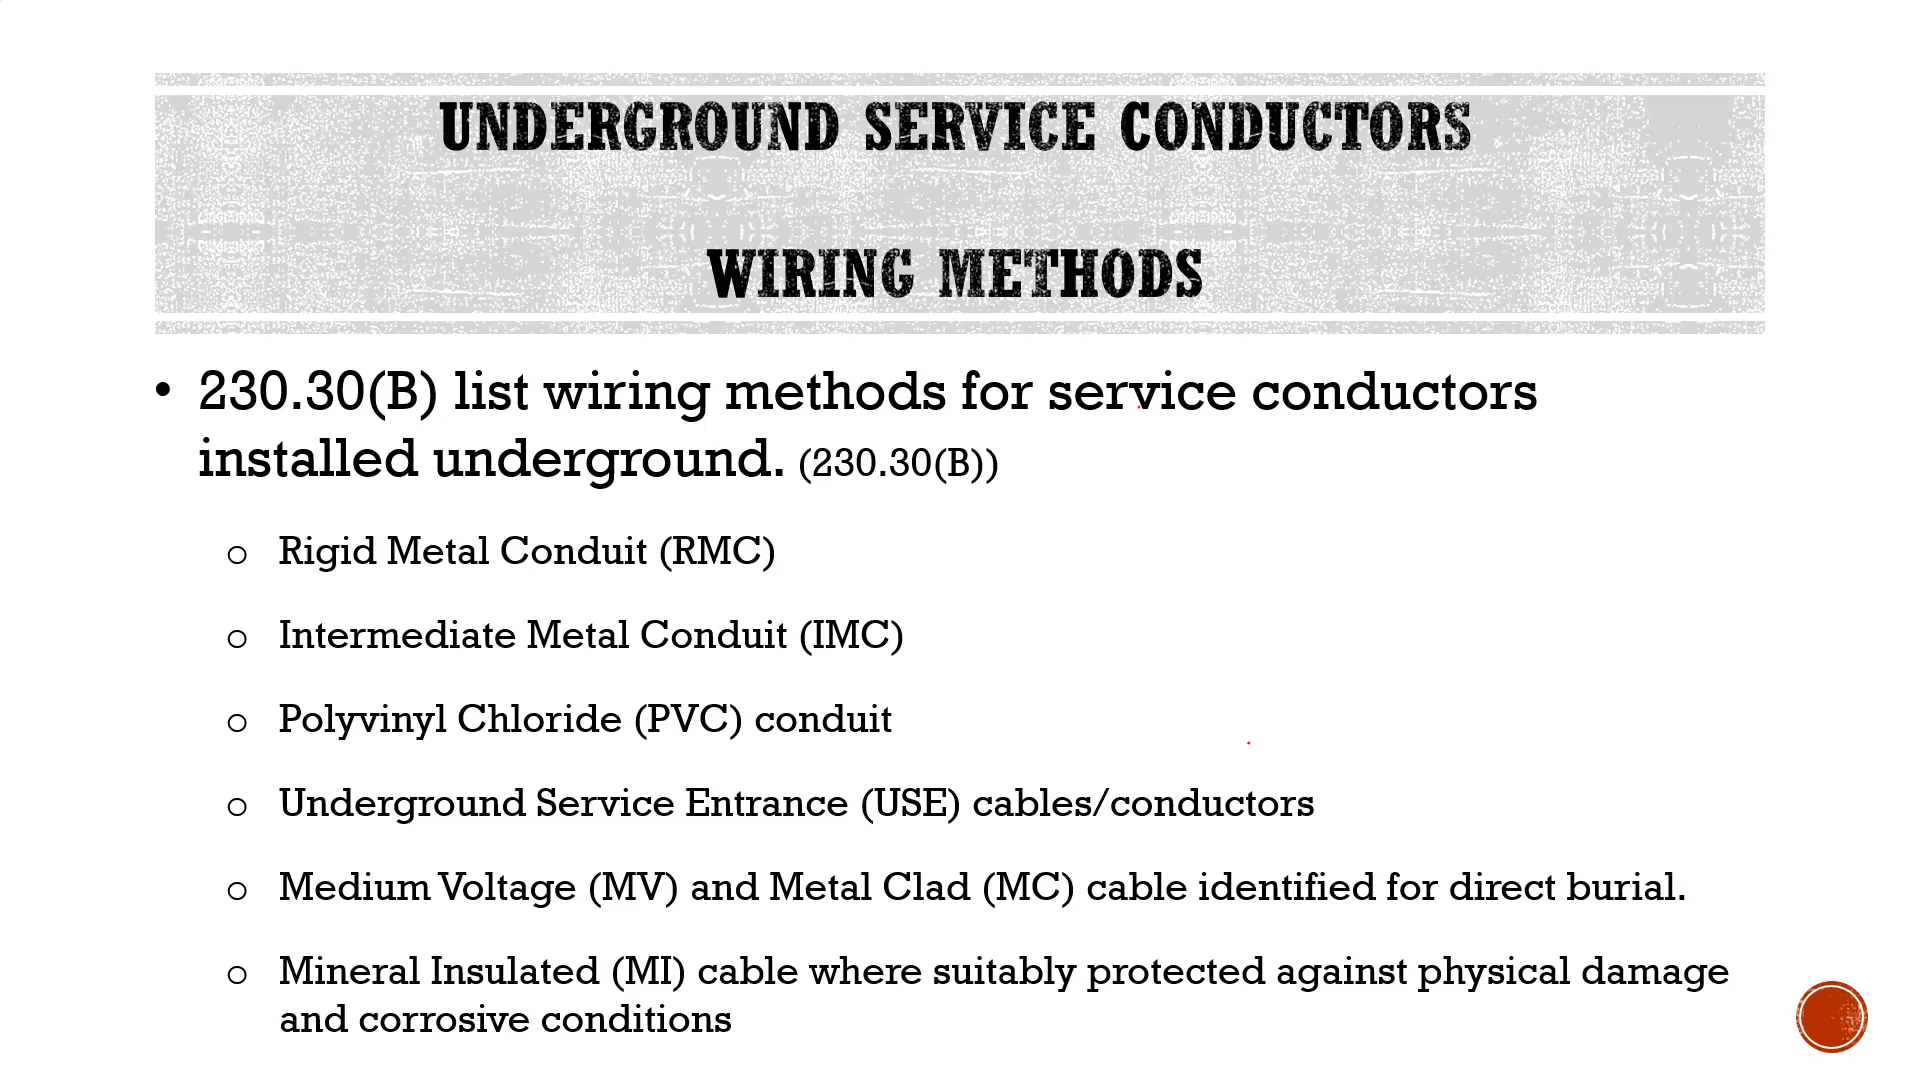 UNDERGROUND SERVICE CONDUCTORS
WIRING METHODS
• 230.30(B) list wiring methods for service conductors
installed underground. (230.30(B))
o Rigid Metal Conduit (RMC)
o Intermediate Metal Conduit (IMC)
o Polyvinyl Chloride (PVC) conduit
o Underground Service Entrance (USE) cables/conductors
o Medium Voltage (MV) and Metal Clad (MC) cable identified for direct burial.
o Mineral Insulated (MI) cable where suitably protected against physical damage
and corrosive conditions